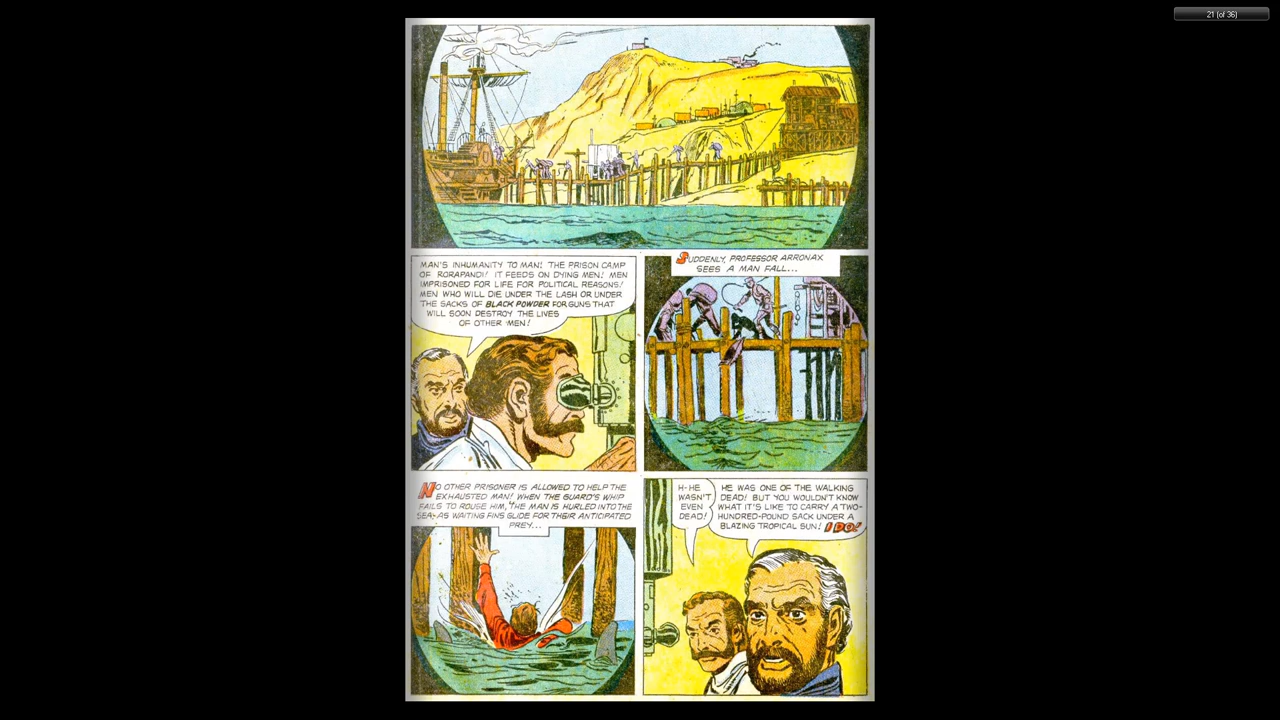 21 (of 36)
MAN'S INHUMANITY TO MAN! THE PRISON CAMP
OF RORAPANDI! IT FEEDS ON DYING MEN! MEN
IMPRISONED FOR LIFE FOR POLITICAL REASONS!
MEN WHO WILL DIE UNDER THE LASH OR UNDER
THE SACKS OF BLACK POWDER FOR GUNS THAT
WILL SOON DESTROY THE LIVES
OF OTHER MEN!
SUDDENLY, PROFESSOR ARRONAX
SEES A MAN FALL...
NO OTHER PRISONER IS ALLOWED TO HELP THE
EXHAUSTED MAN! WHEN THE GUARD'S WHIP
FAILS TO ROUSE HIM, THE MAN IS HURLED INTO THE
SEA, AS WAITING FINS GLIDE FOR THEIR ANTICIPATED
PREY...
H-HE
WASN'T
EVEN
DEAD!
HE WAS ONE OF THE WALKING
DEAD! BUT YOU WOULDN'T KNOW
WHAT IT'S LIKE TO CARRY A TWO-
HUNDRED-POUND SACK UNDER A
BLAZING TROPICAL SUN! I DO!